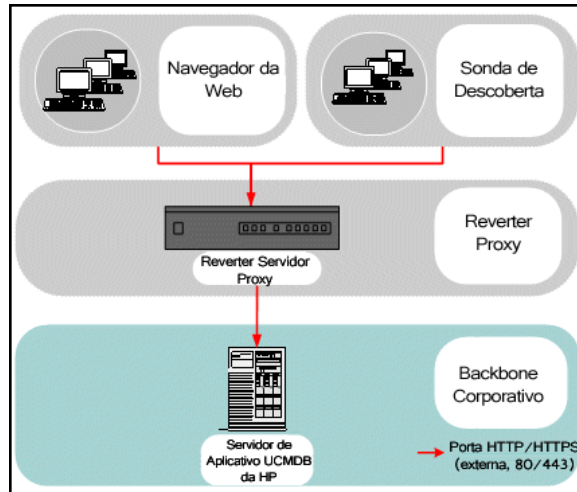 Navegador da
Web
Sonda de
Descoberta
Reverter
Proxy
Reverter Servidor
Proxy
Backbone
Corporativo
Servidor de
Aplicativo UCMDB
da HP
Porta HTTP/HTTPS
(externa, 80/443)